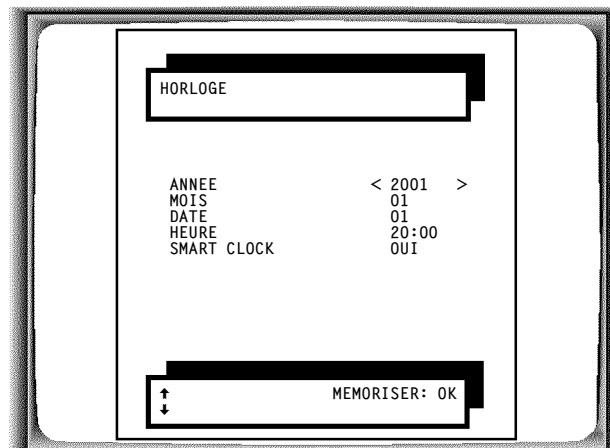 HORLOGE
ANNEE < 2001 >
MOIS 01
DATE 01
HEURE 20:00
SMART CLOCK OUI
↑ MEMORISER: OK
↓